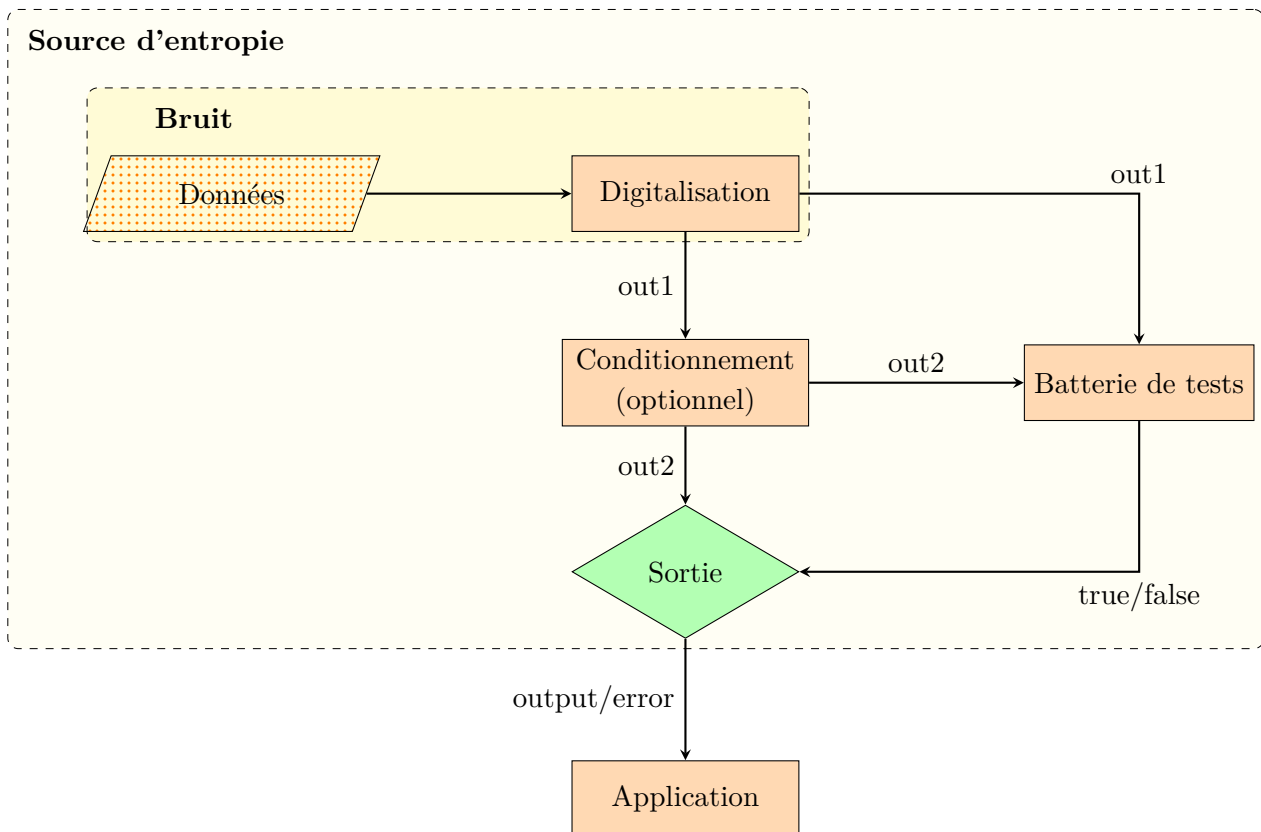 Source d'entropie
Bruit
Données
Digitalisation
out1
out1
Conditionnement
(optionnel)
out2
Batterie de tests
out2
Sortie
true/false
output/error
Application